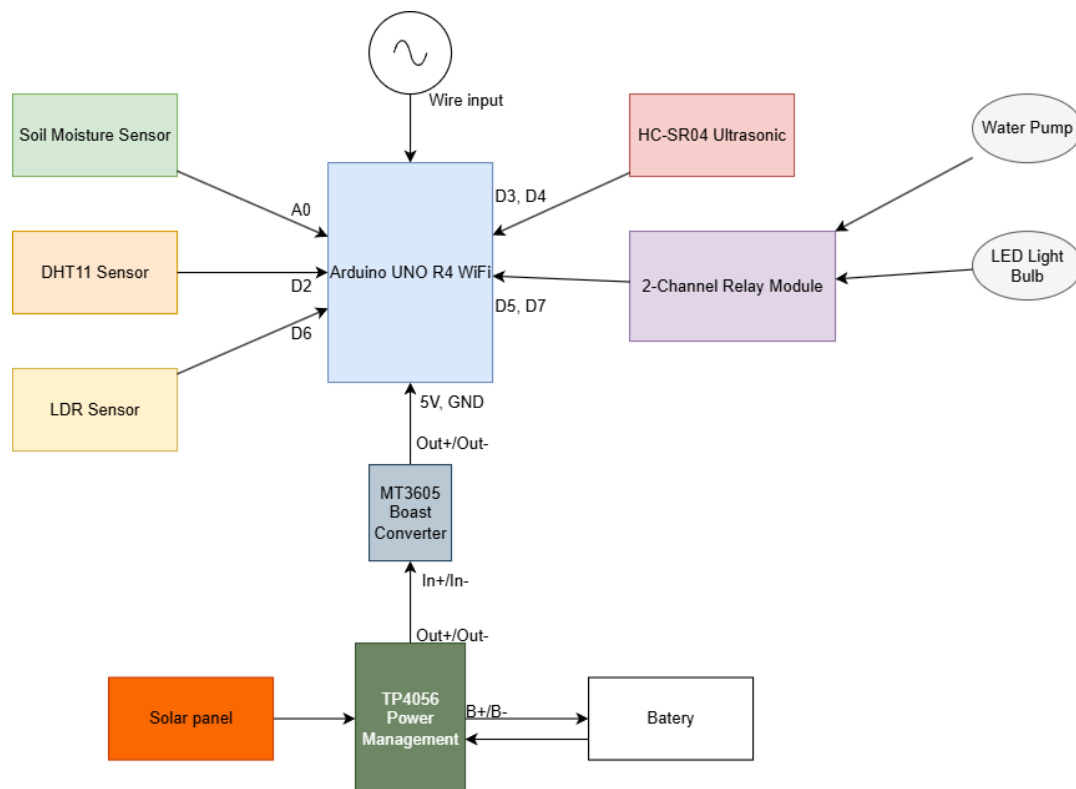 Wire input
Soil Moisture Sensor
HC-SR04 Ultrasonic
Water Pump
A0
D3, D4
DHT11 Sensor
D2
Arduino UNO R4 WiFi
2-Channel Relay Module
LED Light
Bulb
D5, D7
D6
LDR Sensor
5V, GND
Out+/Out-
MT3605
Boast
Converter
In+/In-
Out+/Out-
Solar panel
TP4056
Power
Management
B+/B-
Batery